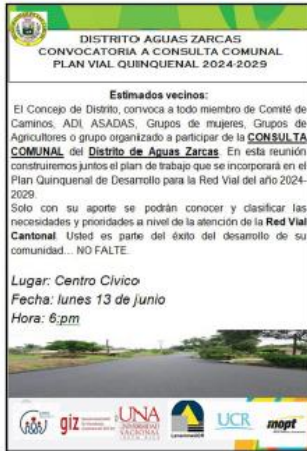 DISTRITO AGUAS ZARCAS
CONVOCATORIA A CONSULTA COMUNAL
PLAN VIAL QUINQUENAL 2024-2029
Estimados vecinos:
El Concejo de Distrito, convoca a todo miembro de Comité de
Caminos, ADI, ASADAS, Grupos de mujeres, Grupos de
Agricultores o grupo organizado a participar de la CONSULTA
COMUNAL del Distrito de Aguas Zarcas. En esta reunión
construiremos juntos el plan de trabajo que se incorporará en el
Plan Quinquenal de Desarrollo para la Red Vial del año 2024-
2029.
Solo con su aporte se podrán conocer y clasificar las
necesidades y prioridades a nivel de la atención de la Red Vial
Cantonal. Usted es parte del éxito del desarrollo de su
comunidad... NO FALTE.
Lugar: Centro Cívico
Fecha: lunes 13 de junio
Hora: 6:pm
giz
UNA
UNIVERSIDAD
NACIONAL
LanammeUCR
UCR
mopt